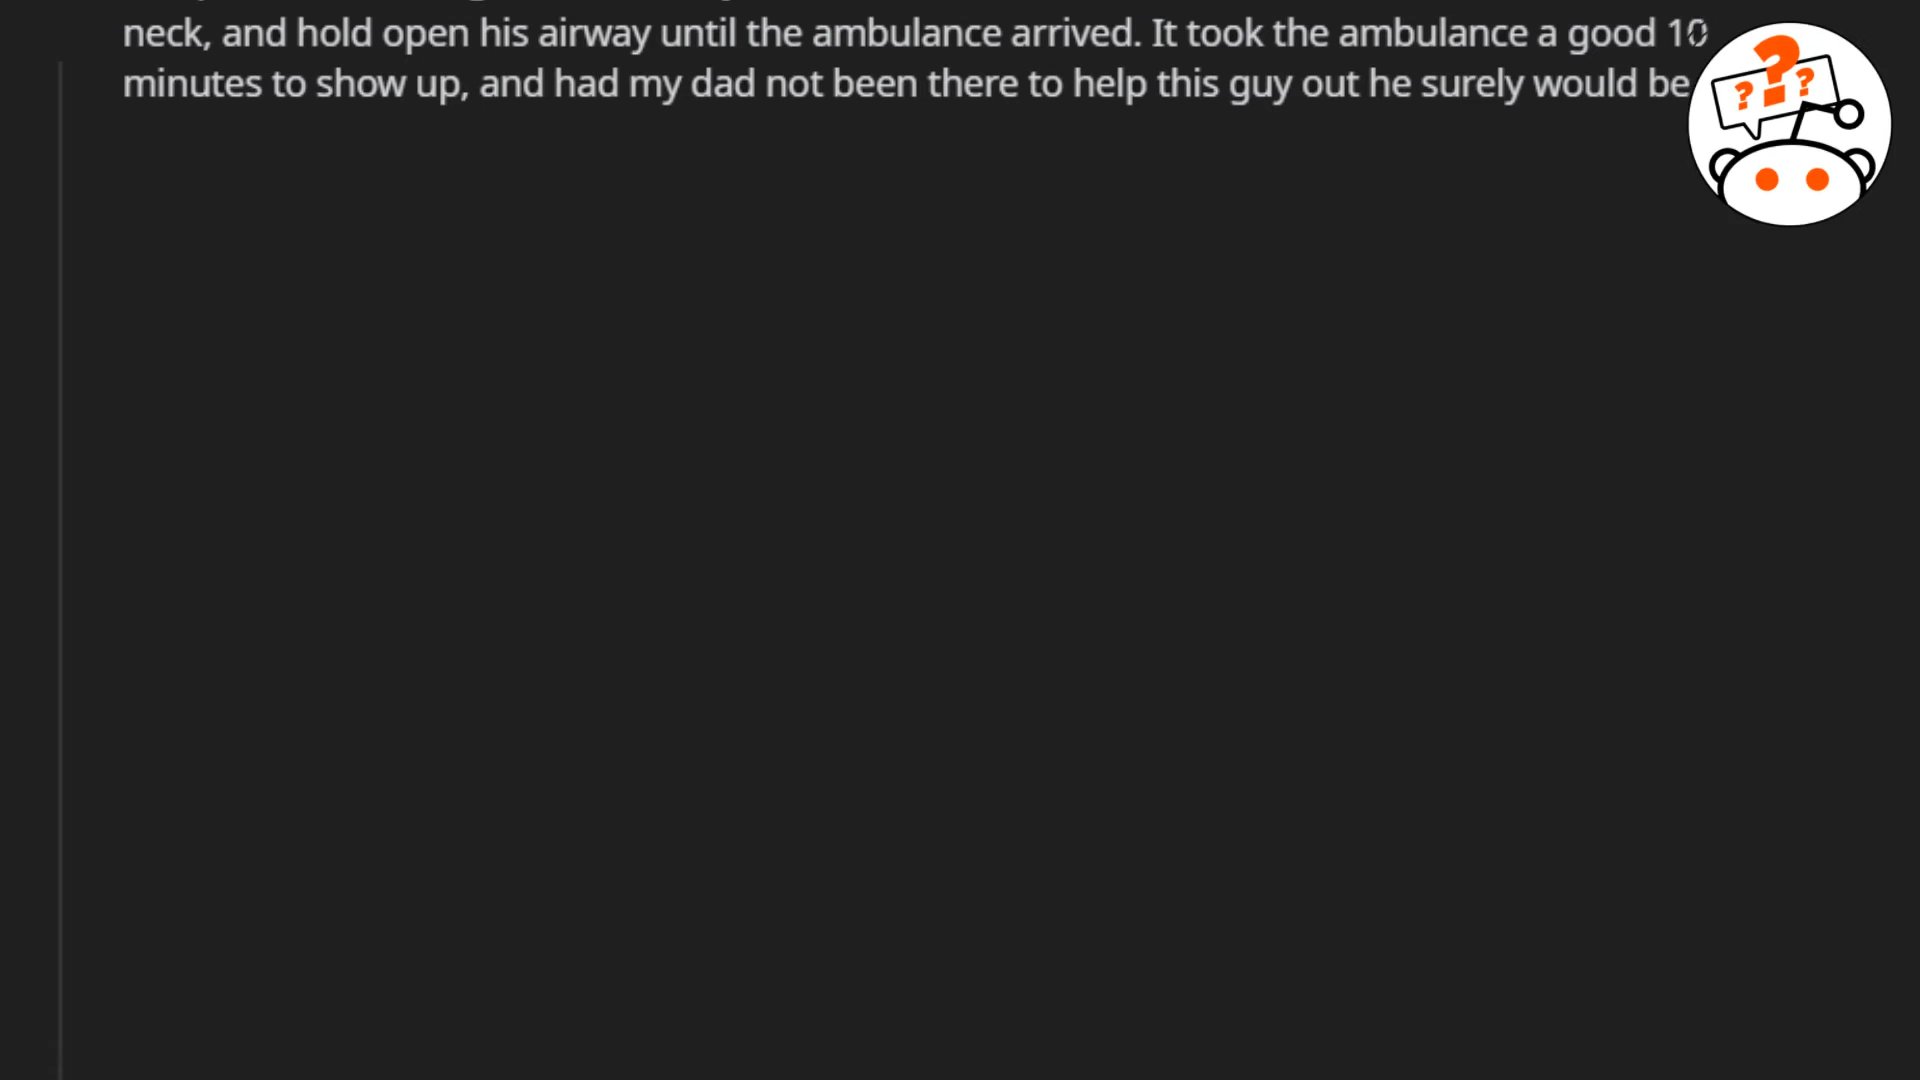 neck, and hold open his airway until the ambulance arrived. It took the ambulance a good 10
minutes to show up, and had my dad not been there to help this guy out he surely would be
? ? ?